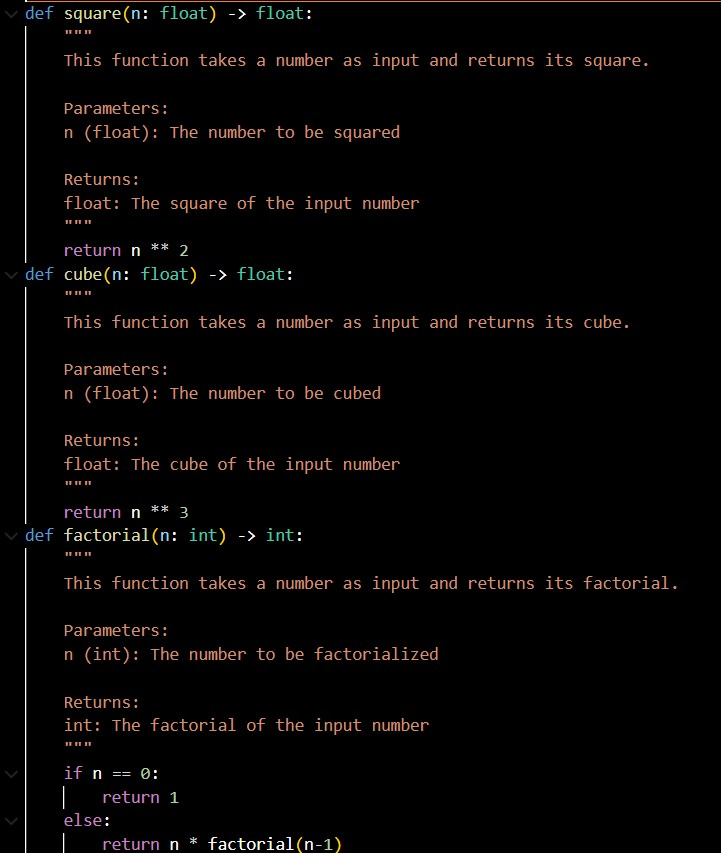 def square(n: float) -> float:
"""
This function takes a number as input and returns its square.
Parameters:
n (float): The number to be squared
Returns:
float: The square of the input number
"""
return n ** 2
def cube(n: float) -> float:
"""
This function takes a number as input and returns its cube.
Parameters:
n (float): The number to be cubed
Returns:
float: The cube of the input number
"""
return n ** 3
def factorial(n: int) -> int:
"""
This function takes a number as input and returns its factorial.
Parameters:
n (int): The number to be factorialized
Returns:
int: The factorial of the input number
"""
if n == 0:
return 1
else:
return n * factorial(n-1)